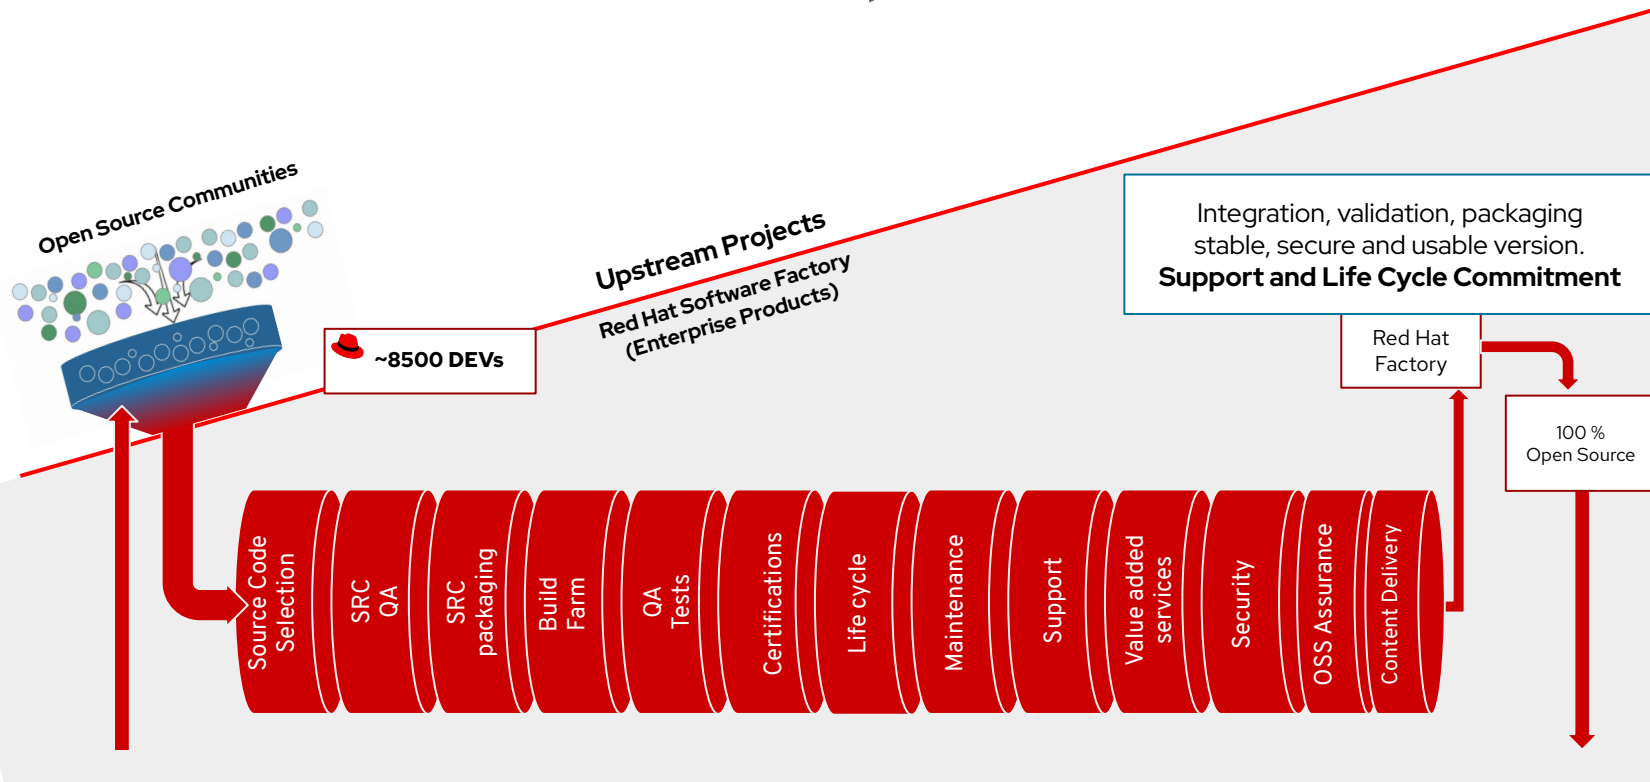 Open Source Communities
Upstream Projects
Red Hat Software Factory
(Enterprise Products)
~8500 DEVs
Integration, validation, packaging
stable, secure and usable version.
Support and Life Cycle Commitment
Red Hat
Factory
100 %
Open Source
Source Code
Selection
SRC
QA
SRC
packaging
Build
Farm
QA
Tests
Certifications
Life cycle
Maintenance
Support
Value added
services
Security
OSS Assurance
Content Delivery